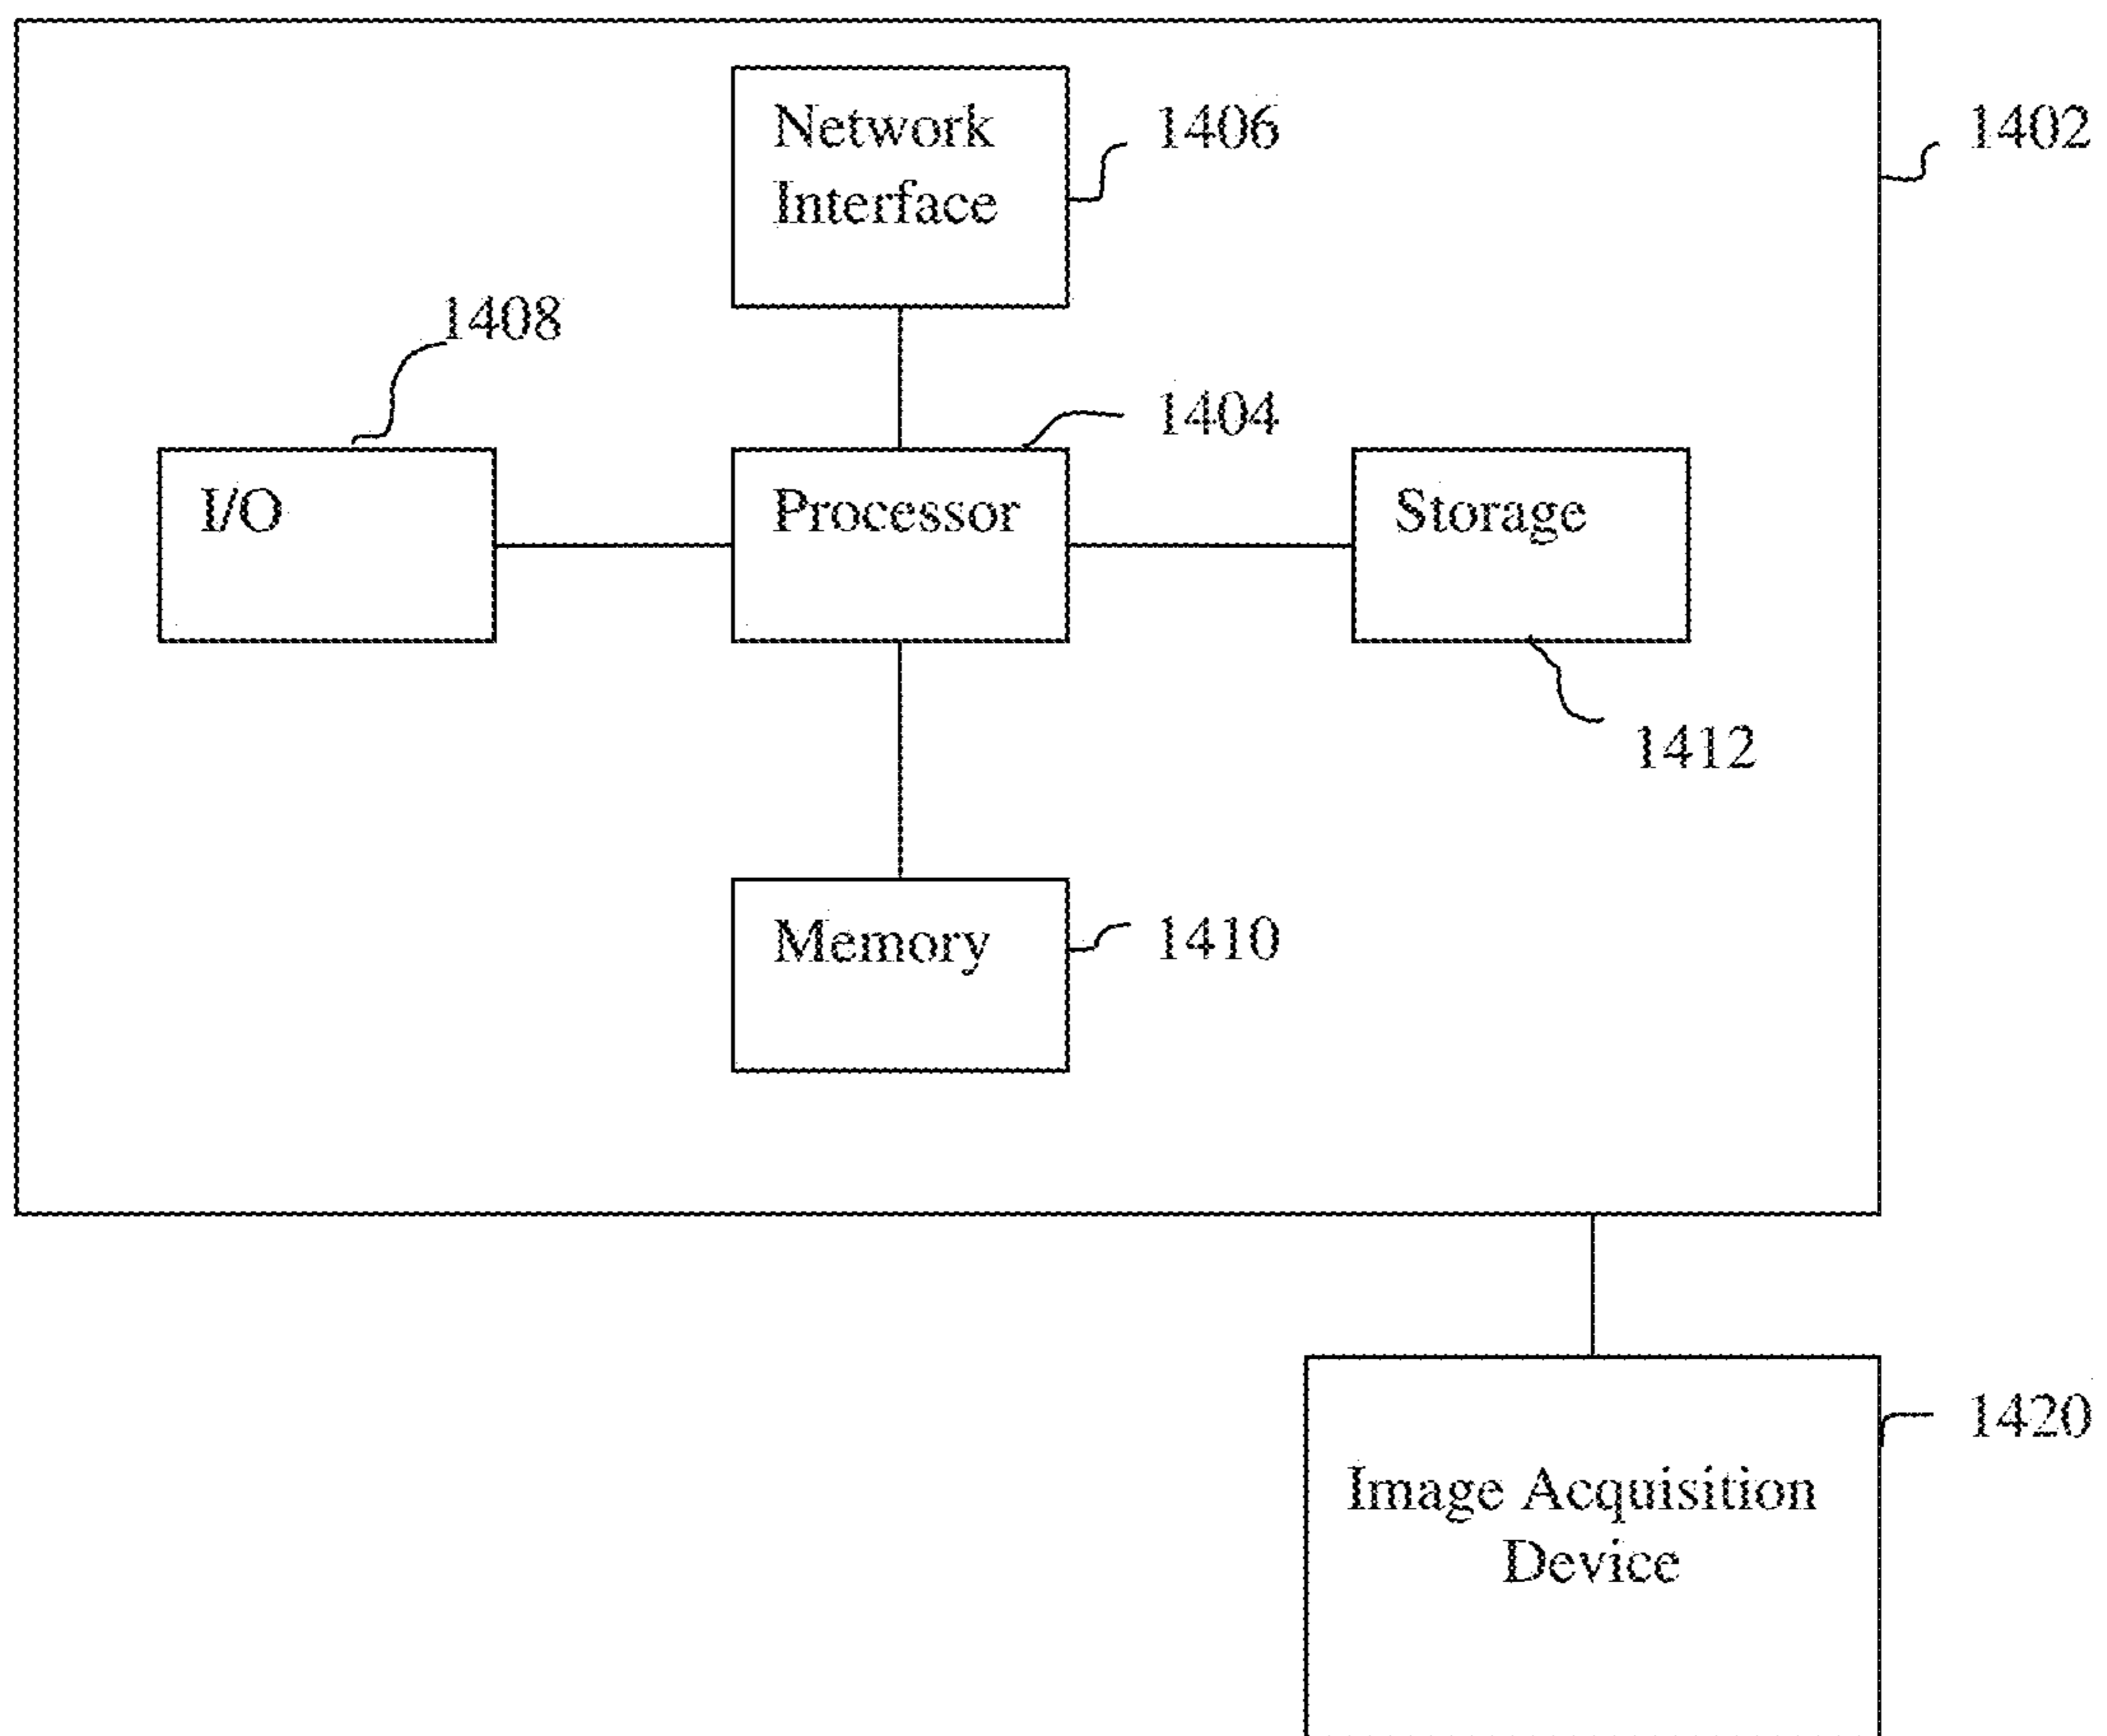 Network
Interface
1406
1402
1408
1404
I/O
Processor
Storage
1412
Memory
1410
1420
Image Acquisition
Device